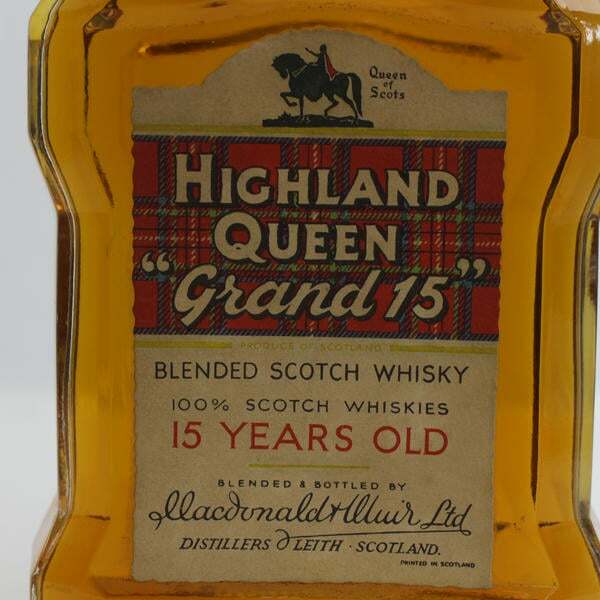 Queen
of
Scots
HIGHLAND
QUEEN
"Grand 15"
PRODUCE OF SCOTLAND
BLENDED SCOTCH WHISKY
100% SCOTCH WHISKIES
15 YEARS OLD
BLENDED & BOTTLED BY
Macdonald & Muir Ltd
DISTILLERS LEITH · SCOTLAND.
PRINTED IN SCOTLAND